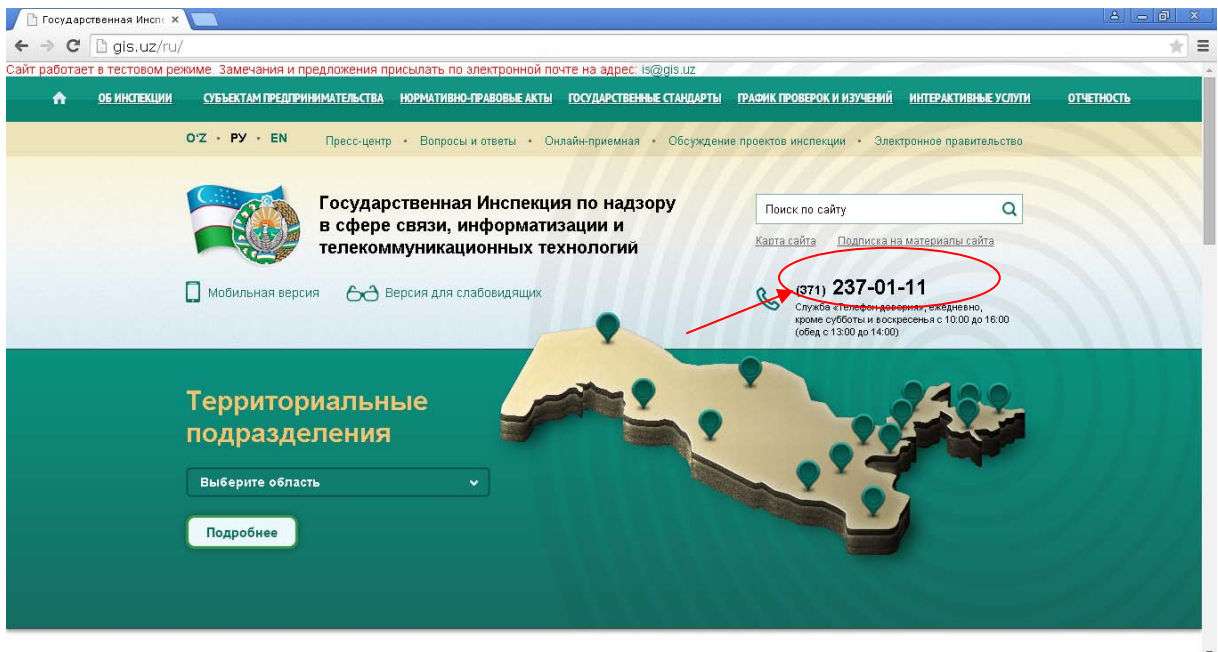 Государственная Инспе
gis.uz/ru/
Сайт работает в тестовом режиме. Замечания и предложения присылать по электронной почте на адрес: is@gis.uz
ОБ ИНСПЕКЦИИ СУБЪЕКТАМ ПРЕДПРИНИМАТЕЛЬСТВА НОРМАТИВНО-ПРАВОВЫЕ АКТЫ ГОСУДАРСТВЕННЫЕ СТАНДАРТЫ ГРАФИК ПРОВЕРОК И ИЗУЧЕНИЙ ИНТЕРАКТИВНЫЕ УСЛУГИ ОТЧЕТНОСТЬ
O'Z · РУ · EN Пресс-центр • Вопросы и ответы • Онлайн-приемная • Обсуждение проектов инспекции • Электронное правительство
Государственная Инспекция по надзору
в сфере связи, информатизации и
телекоммуникационных технологий
Поиск по сайту
Карта сайта Подписка на материалы сайта
Мобильная версия Версия для слабовидящих
(371) 237-01-11
Служба «Телефон доверия», ежедневно,
кроме субботы и воскресенья с 10:00 до 16:00
(обед с 13:00 до 14:00)
Территориальные
подразделения
Выберите область
Подробнее